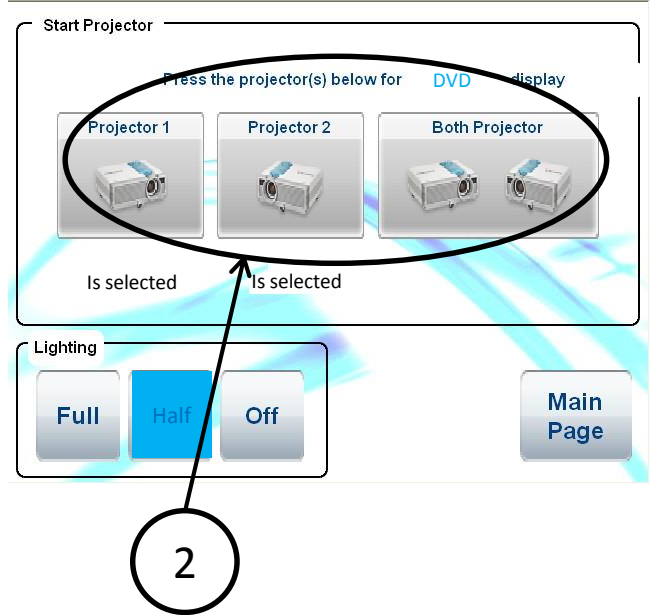 Start Projector
Press the projector(s) below for DVD display
Projector 1
Projector 2
Both Projector
Is selected
Is selected
Lighting
Full
Half
Off
Main
Page
2